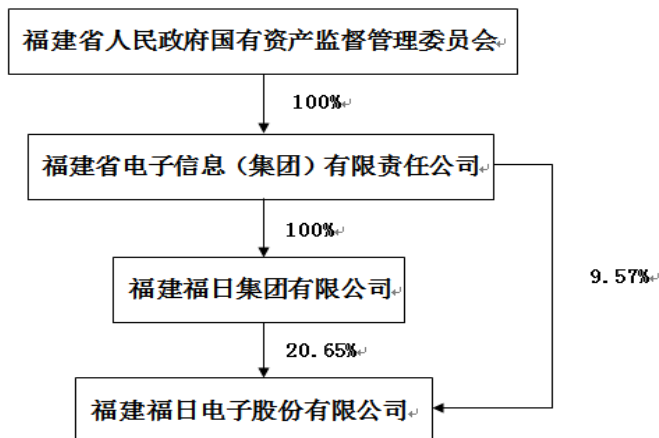 福建省人民政府国有资产监督管理委员会
100%
福建省电子信息（集团）有限责任公司
100%
福建福日集团有限公司
9.57%
20.65%
福建福日电子股份有限公司